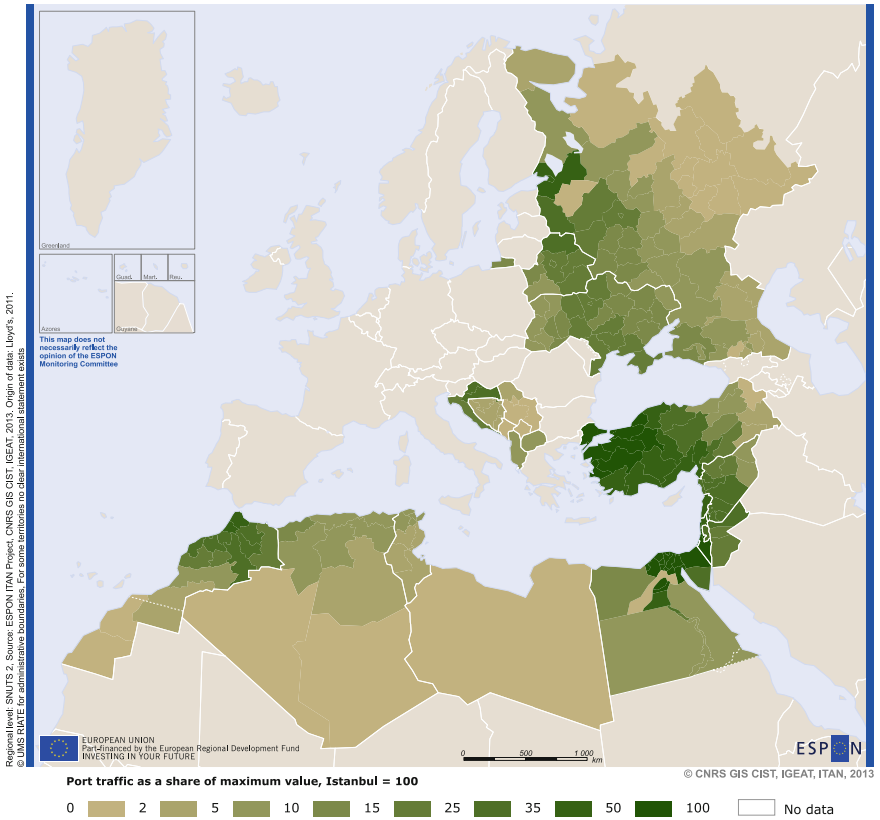 Greenland
Azores
Guad.
Mart.
Reu.
Guyane
This map does not
necessarily reflect the
opinion of the ESPON
Monitoring Committee
Regional level: SNUTS 2, Source: ESPON ITAN Project, CNRS GIS CIST, IGEAT, 2013. Origin of data: Lloyd's, 2011.
© UMS RIATE for administrative boundaries. For some territories no clear international statement exists
EUROPEAN UNION
Part-financed by the European Regional Development Fund
INVESTING IN YOUR FUTURE
0 500 1 000
km
ESPON
© CNRS GIS CIST, IGEAT, ITAN, 2013
Port traffic as a share of maximum value, Istanbul = 100
0 2 5 10 15 25 35 50 100 No data